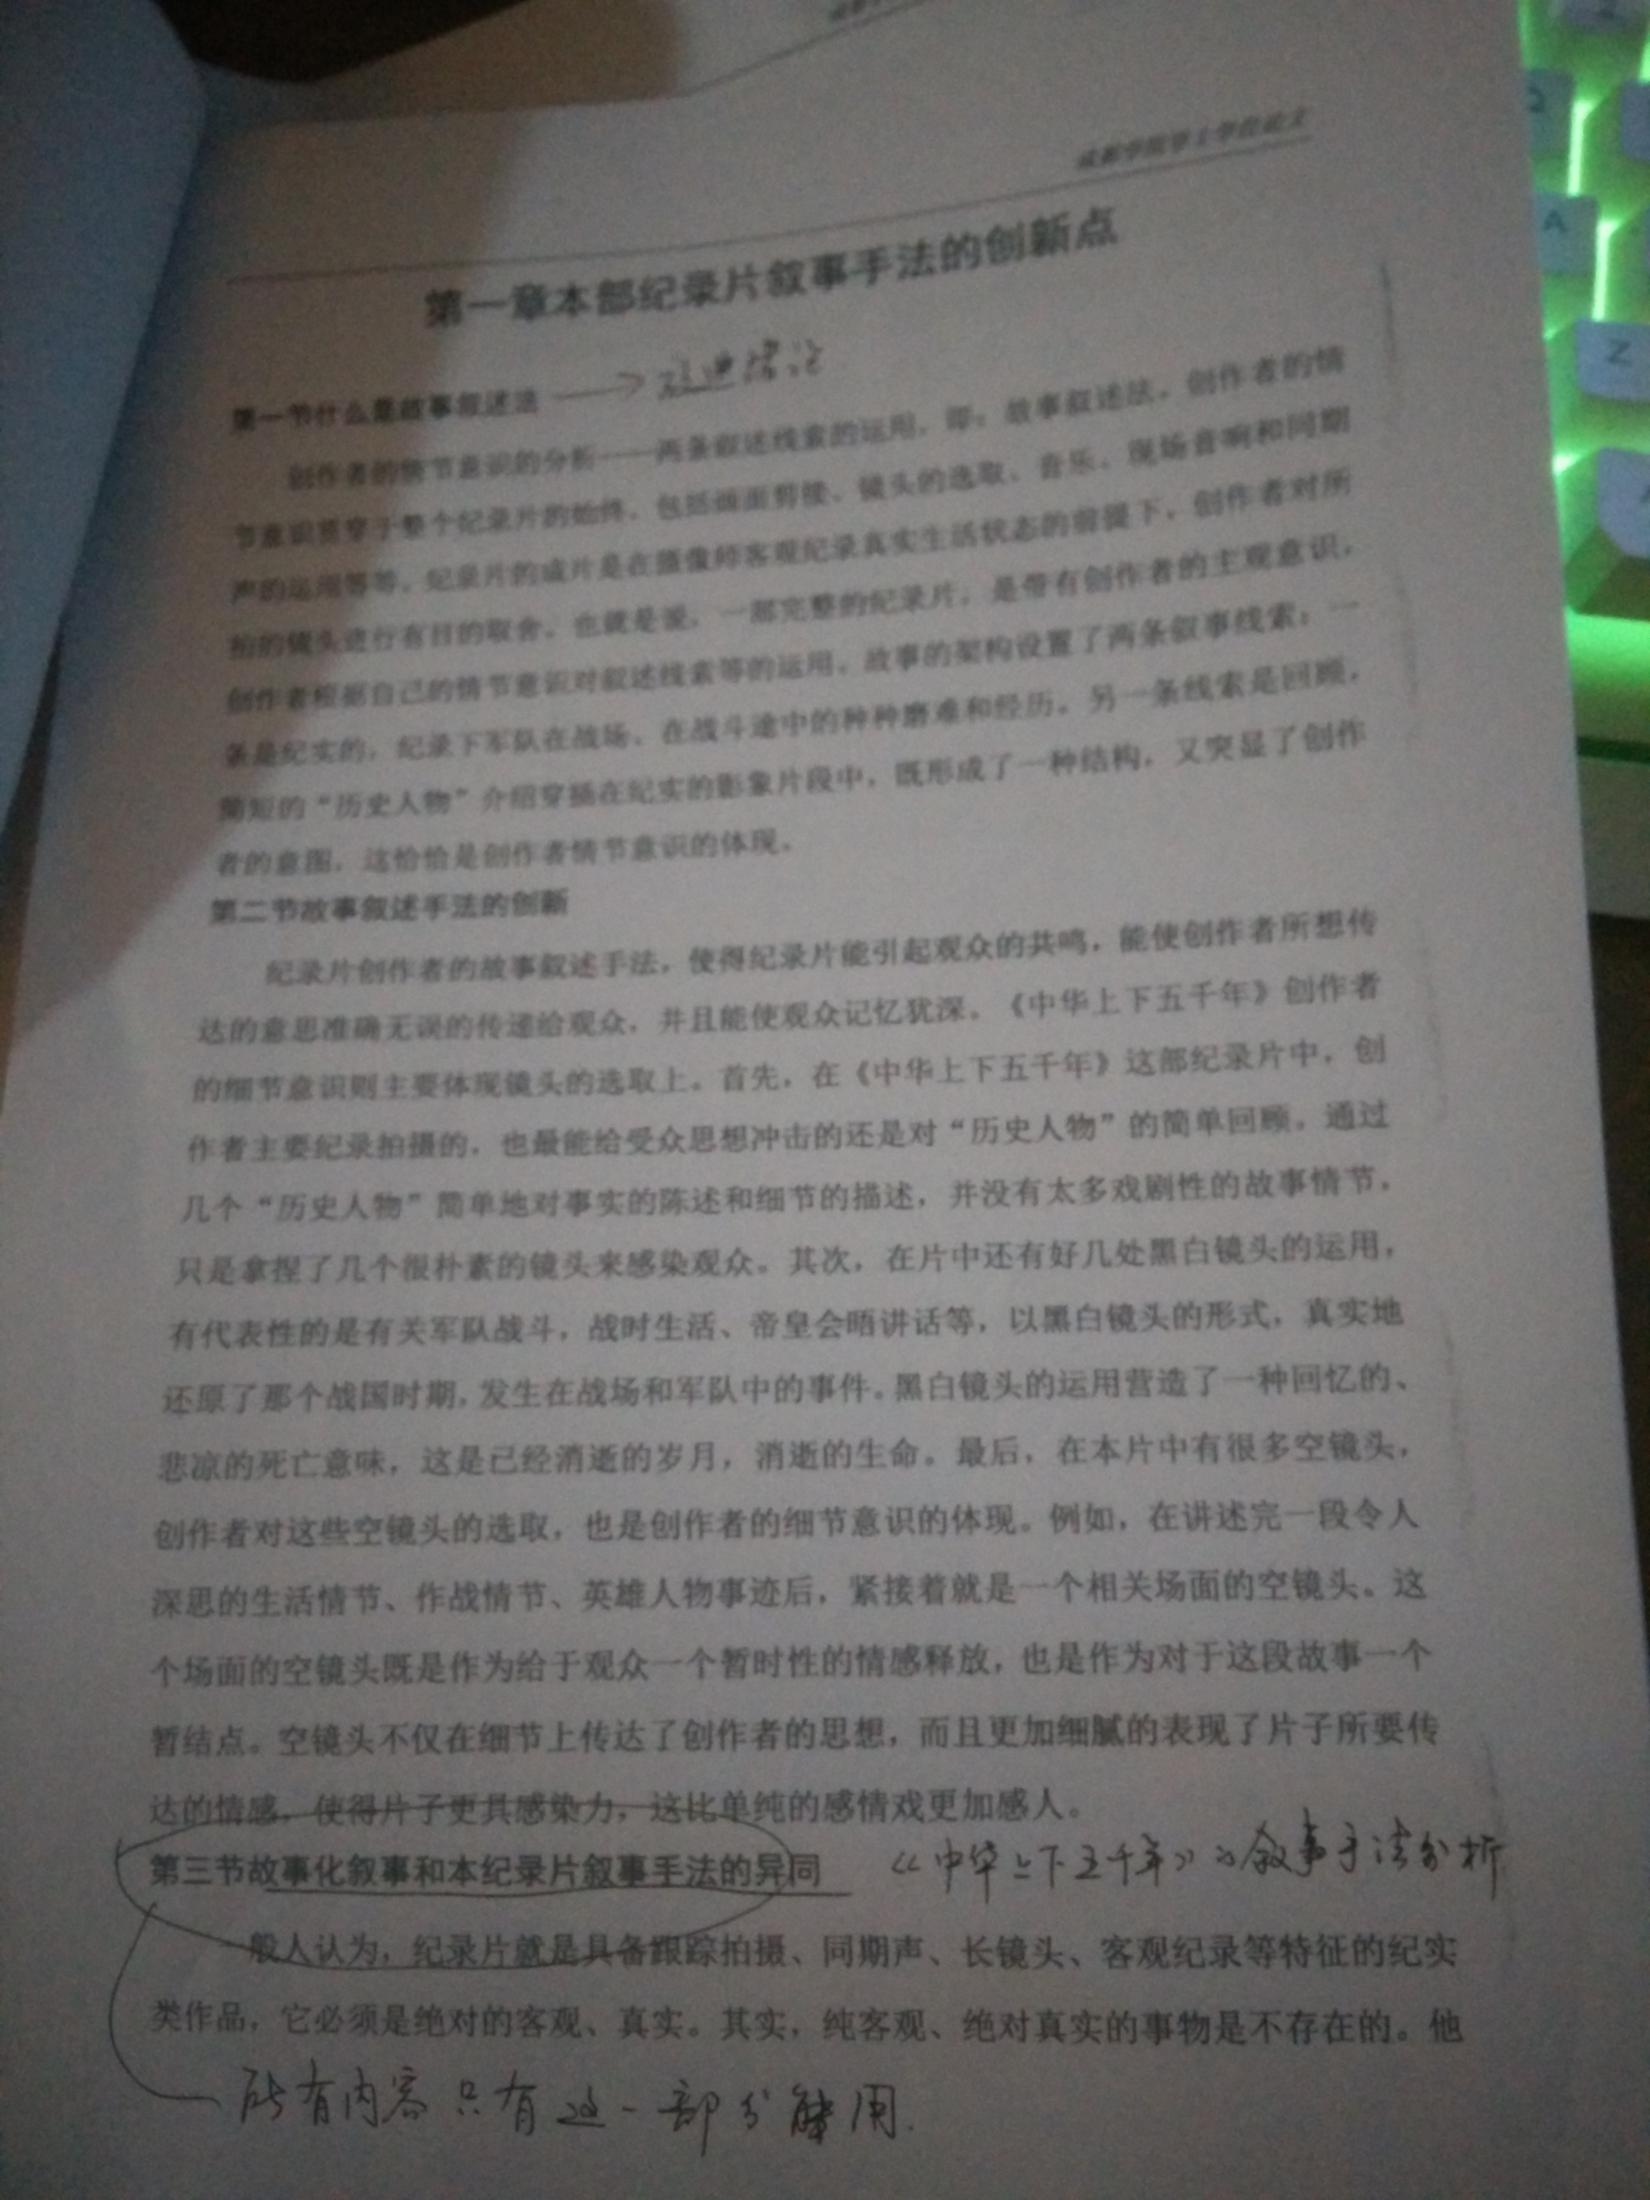 成都学院学士学位论文
第一章本部纪录片叙事手法的创新点
第一节什么是故事叙述法
创作者的情节意识的分析——两条叙述线索的运用，即：故事叙述法。创作者的情
节意识贯穿于整个纪录片的始终，包括画面剪接、镜头的选取、音乐、现场音响和同期
声的运用等等。纪录片的成片是在摄像师客观纪录真实生活状态的前提下，创作者对所
拍的镜头进行有目的取舍。也就是说，一部完整的纪录片，是带有创作者的主观意识，
创作者根据自己的情节意识对叙述线索等的运用。故事的架构设置了两条叙事线索：一
条是纪实的，纪录下军队在战场、在战斗途中的种种磨难和经历。另一条线索是回顾，
简短的“历史人物”介绍穿插在纪实的影象片段中，既形成了一种结构，又突显了创作
者的意图，这恰恰是创作者情节意识的体现。
第二节故事叙述手法的创新
纪录片创作者的故事叙述手法，使得纪录片能引起观众的共鸣，能使创作者所想传
达的意思准确无误的传递给观众，并且能使观众记忆犹深。《中华上下五千年》创作者
的细节意识则主要体现镜头的选取上。首先，在《中华上下五千年》这部纪录片中，创
作者主要纪录拍摄的，也最能给受众思想冲击的还是对“历史人物”的简单回顾，通过
几个“历史人物”简单地对事实的陈述和细节的描述，并没有太多戏剧性的故事情节，
只是拿捏了几个很朴素的镜头来感染观众。其次，在片中还有好几处黑白镜头的运用，
有代表性的是有关军队战斗，战时生活、帝皇会晤讲话等，以黑白镜头的形式，真实地
还原了那个战国时期，发生在战场和军队中的事件。黑白镜头的运用营造了一种回忆的、
悲凉的死亡意味，这是已经消逝的岁月，消逝的生命。最后，在本片中有很多空镜头，
创作者对这些空镜头的选取，也是创作者的细节意识的体现。例如，在讲述完一段令人
深思的生活情节、作战情节、英雄人物事迹后，紧接着就是一个相关场面的空镜头。这
个场面的空镜头既是作为给于观众一个暂时性的情感释放，也是作为对于这段故事一个
暂结点。空镜头不仅在细节上传达了创作者的思想，而且更加细腻的表现了片子所要传
达的情感，使得片子更具感染力，这比单纯的感情戏更加感人。
第三节故事化叙事和本纪录片叙事手法的异同 《中华上下五千年》的叙事手法分析
一般人认为，纪录片就是具备跟踪拍摄、同期声、长镜头、客观纪录等特征的纪实
类作品，它必须是绝对的客观、真实。其实，纯客观、绝对真实的事物是不存在的。他
所有内容只有这一部分能用.